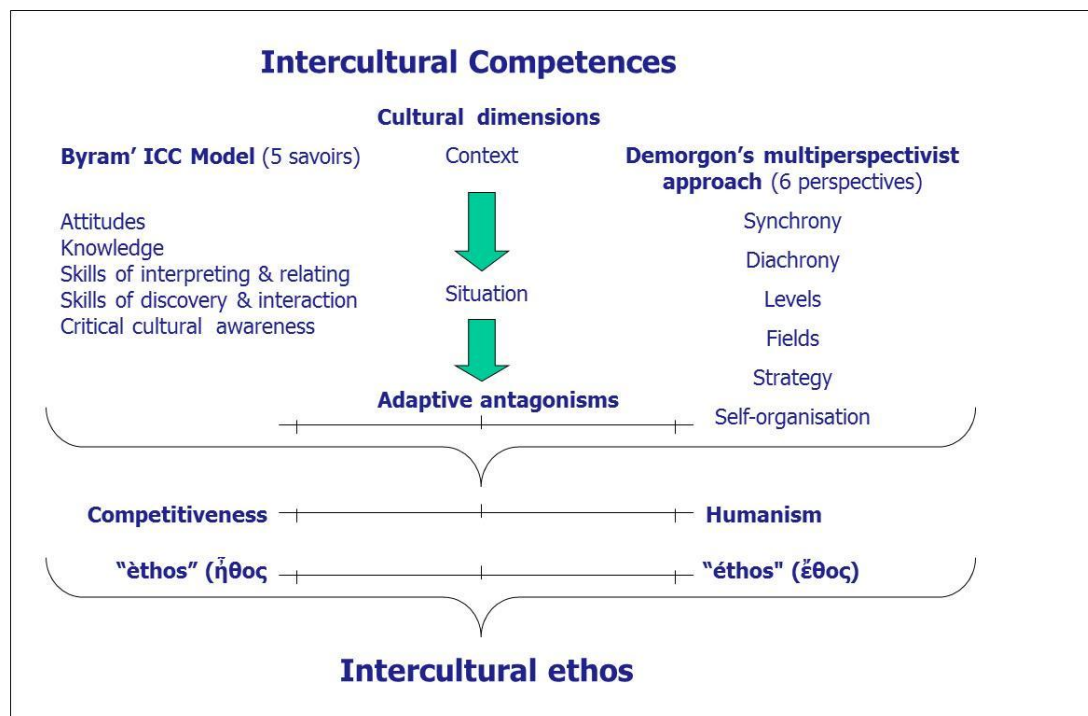 Intercultural Competences
Cultural dimensions
Byram’ ICC Model (5 savoirs)
Attitudes
Knowledge
Skills of interpreting & relating
Skills of discovery & interaction
Critical cultural awareness
Context
Situation
Adaptive antagonisms
Demorgon’s multiperspectivist
approach (6 perspectives)
Synchrony
Diachrony
Levels
Fields
Strategy
Self-organisation
Competitiveness
Humanism
“èthos” (ἦθος
“éthos" (ἔθος)
Intercultural ethos